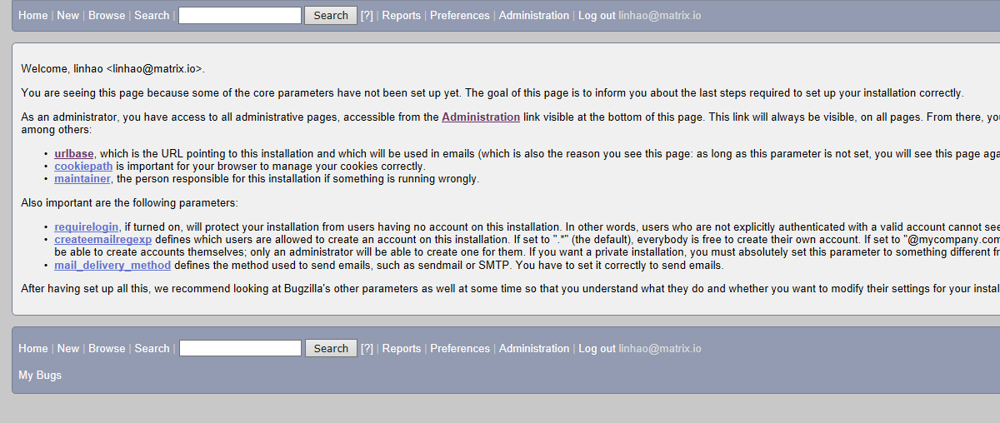 Home | New | Browse | Search | Search [?] | Reports | Preferences | Administration | Log out linhao@matrix.io
Welcome, linhao <linhao@matrix.io>.
You are seeing this page because some of the core parameters have not been set up yet. The goal of this page is to inform you about the last steps required to set up your installation correctly.
As an administrator, you have access to all administrative pages, accessible from the Administration link visible at the bottom of this page. This link will always be visible, on all pages. From there,
among others:
• urlbase, which is the URL pointing to this installation and which will be used in emails (which is also the reason you see this page: as long as this parameter is not set, you will see this page
• cookiepath is important for your browser to manage your cookies correctly.
• maintainer, the person responsible for this installation if something is running wrongly.
Also important are the following parameters:
• requirelogin, if turned on, will protect your installation from users having no account on this installation. In other words, users who are not explicitly authenticated with a valid account cannot see
• createemailregexp defines which users are allowed to create an account on this installation. If set to ".*" (the default), everybody is free to create their own account. If set to "@mycompany.com
be able to create accounts themselves; only an administrator will be able to create one for them. If you want a private installation, you must absolutely set this parameter to something different
• mail_delivery_method defines the method used to send emails, such as sendmail or SMTP. You have to set it correctly to send emails.
After having set up all this, we recommend looking at Bugzilla's other parameters as well at some time so that you understand what they do and whether you want to modify their settings for your
Home | New | Browse | Search | Search [?] | Reports | Preferences | Administration | Log out linhao@matrix.io
My Bugs